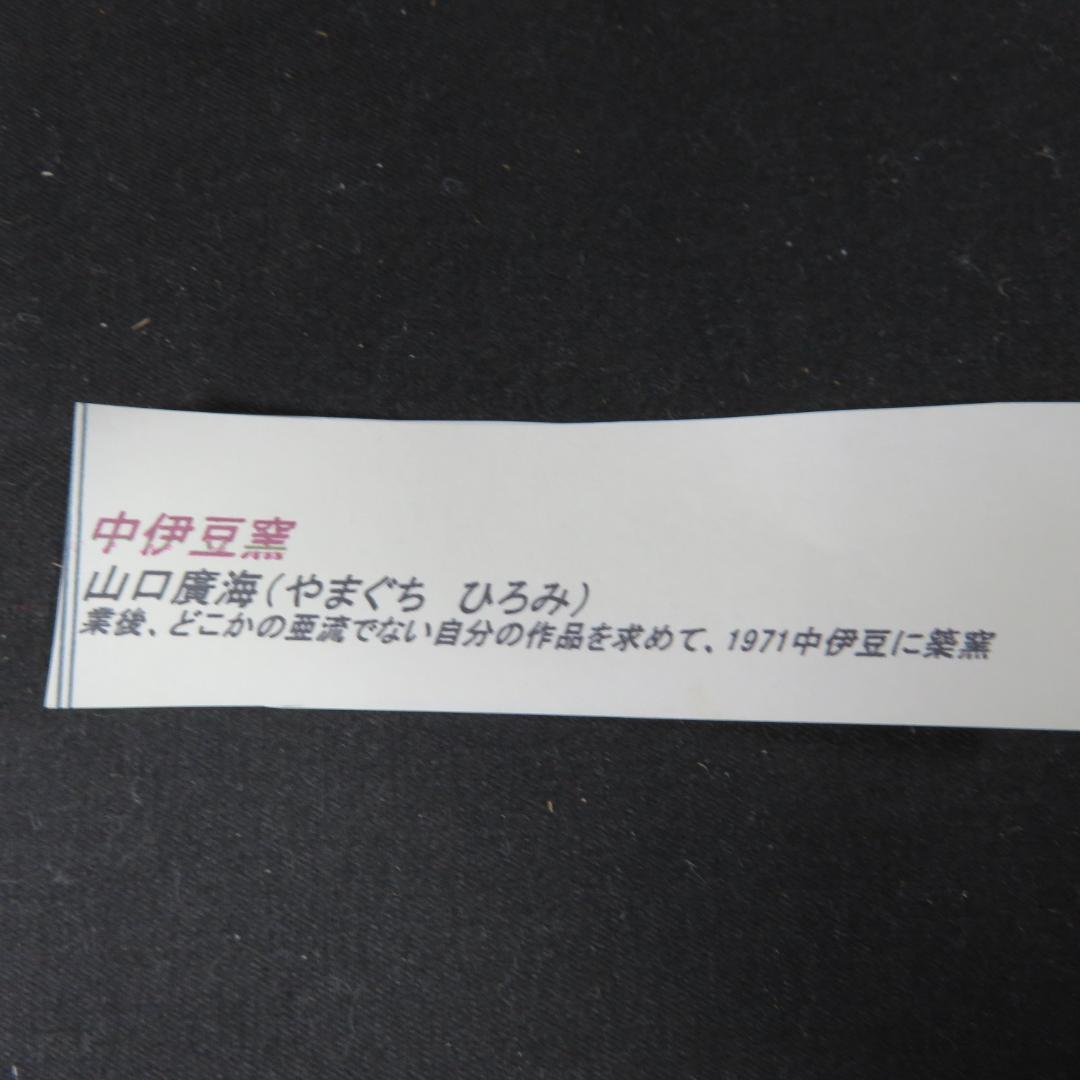 中伊豆窯
山口廣海(やまぐち　ひろみ)
業後、どこかの亜流でない自分の作品を求めて、1971中伊豆に築窯